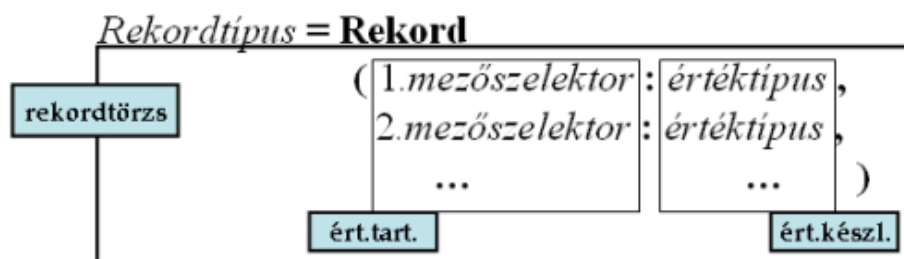 Rekordtípus = Rekord
rekordtörzs
( 1.mezőszelektor : értéktípus ,
2.mezőszelektor : értéktípus ,
... ... )
ért.tart. ért.készl.